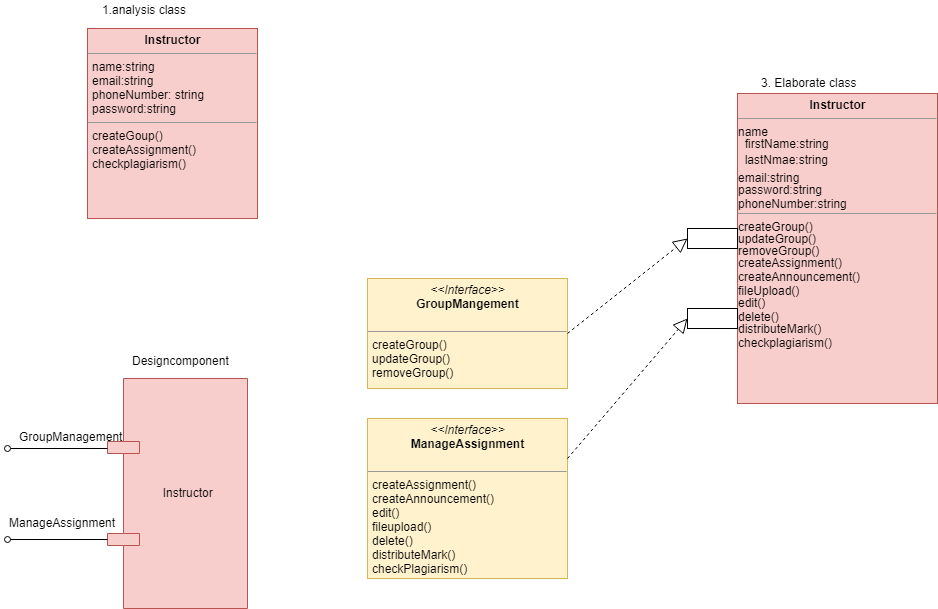 1.analysis class
Instructor
name:string
email:string
phoneNumber: string
password:string
createGoup()
createAssignment()
checkplagiarism()
Designcomponent
GroupManagement
ManageAssignment
Instructor
<<Interface>>
GroupMangement
createGroup()
updateGroup()
removeGroup()
<<Interface>>
ManageAssignment
createAssignment()
createAnnouncement()
edit()
fileupload()
delete()
distributeMark()
checkPlagiarism()
3. Elaborate class
Instructor
name
firstName:string
lastNmae:string
email:string
password:string
phoneNumber:string
createGroup()
updateGroup()
removeGroup()
createAssignment()
createAnnouncement()
fileUpload()
edit()
delete()
distributeMark()
checkplagiarism()